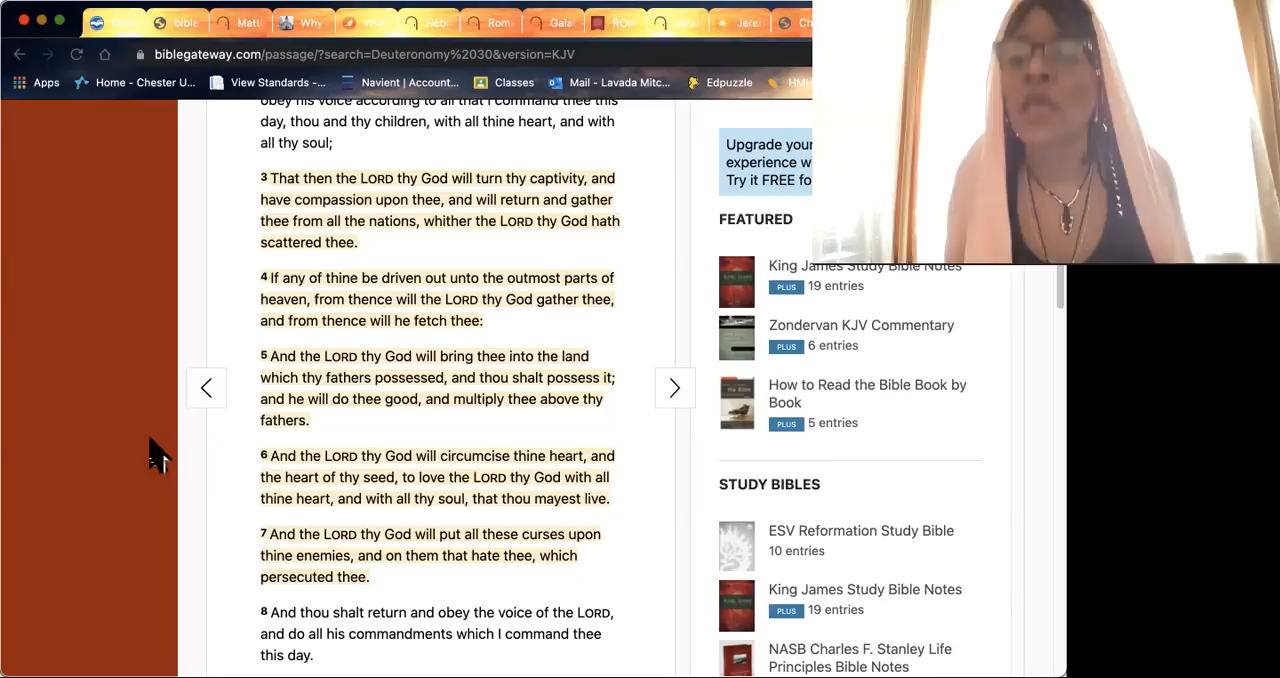 bible
Matt
Why
Heb
Rom
Gala
RO
Jere
Ch
biblegateway.com/passage/?search=Deuteronomy%2030&version=KJV
Apps
Home - Chester U...
View Standards -...
Navient | Account...
Classes
Mail - Lavada Mitc...
Edpuzzle
HMH
obey his voice according to all that I command thee this
day, thou and thy children, with all thine heart, and with
all thy soul;
3 That then the LORD thy God will turn thy captivity, and
have compassion upon thee, and will return and gather
thee from all the nations, whither the LORD thy God hath
scattered thee.
4 If any of thine be driven out unto the outmost parts of
heaven, from thence will the LORD thy God gather thee,
and from thence will he fetch thee:
5 And the LORD thy God will bring thee into the land
which thy fathers possessed, and thou shalt possess it;
and he will do thee good, and multiply thee above thy
fathers.
6 And the LORD thy God will circumcise thine heart, and
the heart of thy seed, to love the LORD thy God with all
thine heart, and with all thy soul, that thou mayest live.
7 And the LORD thy God will put all these curses upon
thine enemies, and on them that hate thee, which
persecuted thee.
8 And thou shalt return and obey the voice of the LORD,
and do all his commandments which I command thee
this day.
Upgrade your
experience w
Try it FREE fo
FEATURED
King James Study Bible Notes
PLUS 19 entries
Zondervan KJV Commentary
PLUS 6 entries
How to Read the Bible Book by
Book
PLUS 5 entries
STUDY BIBLES
ESV Reformation Study Bible
10 entries
King James Study Bible Notes
PLUS 19 entries
NASB Charles F. Stanley Life
Principles Bible Notes